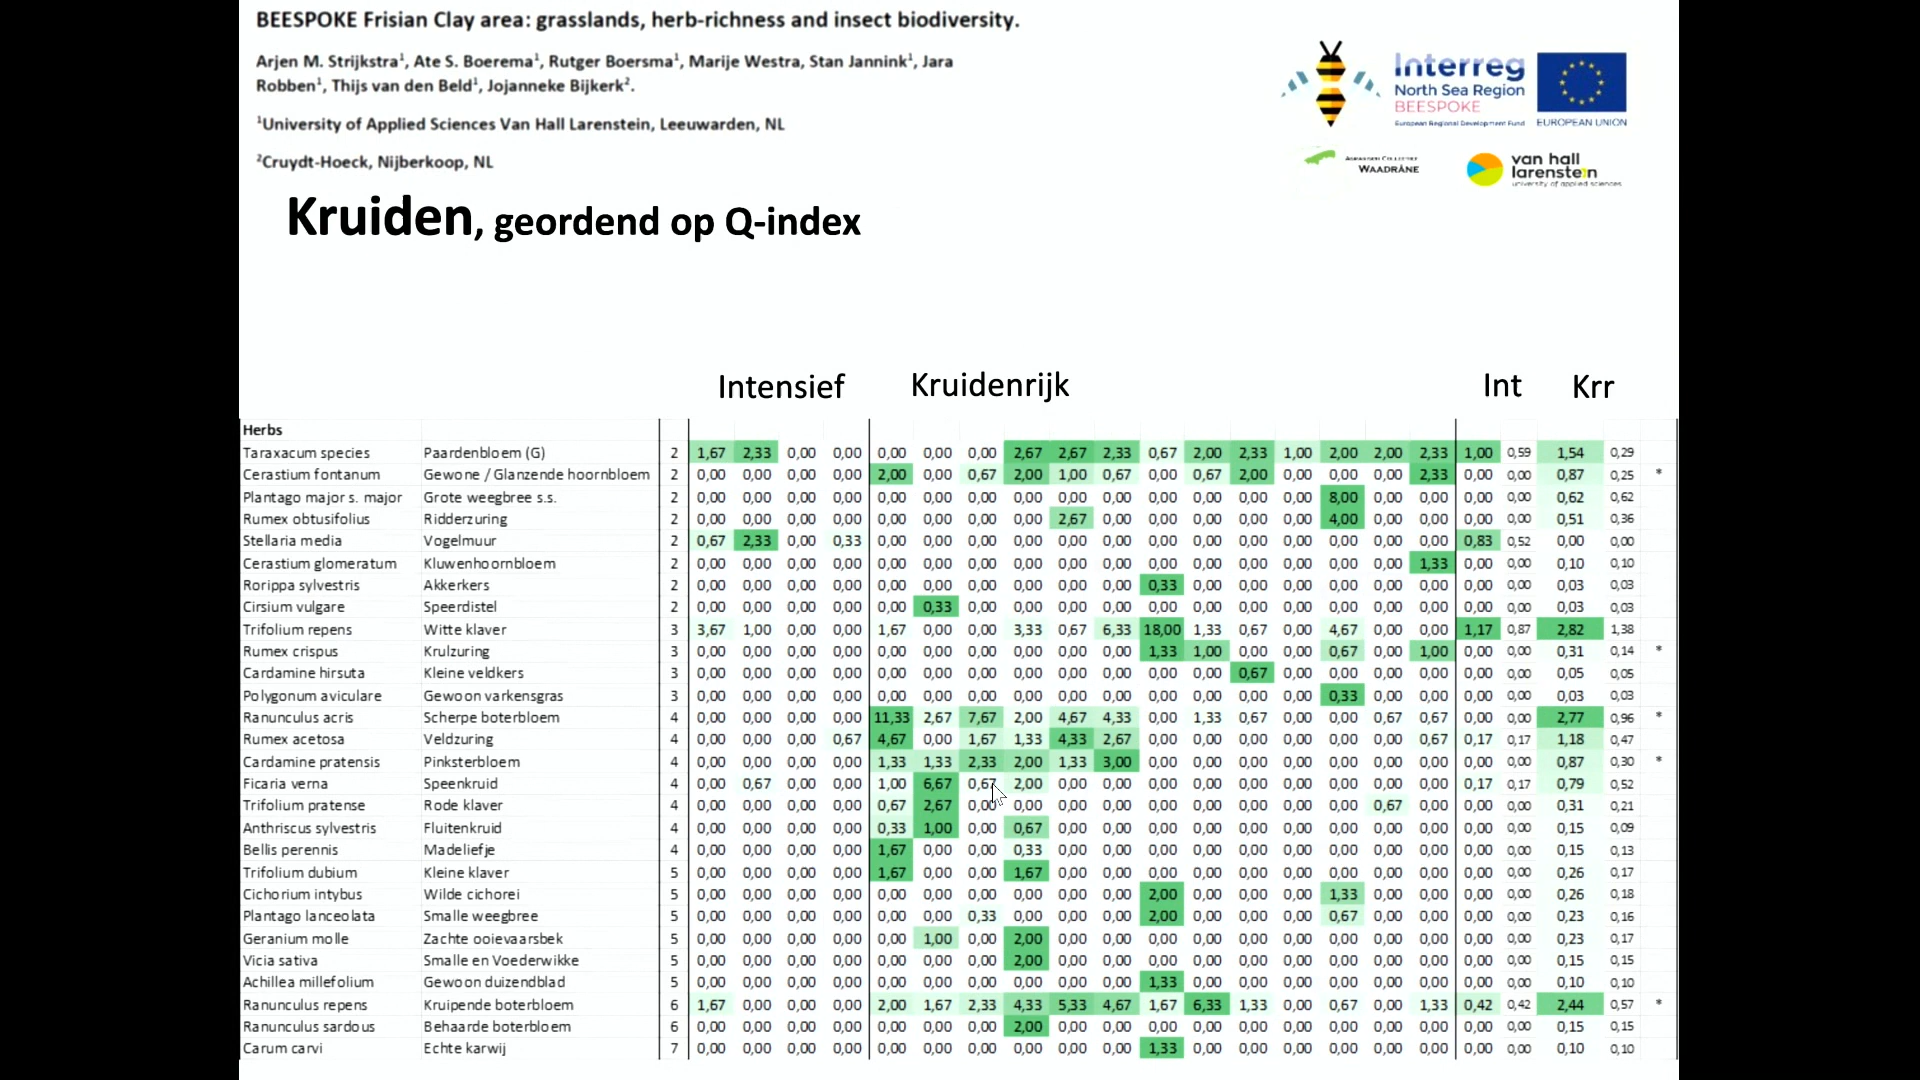 BEESPOKE Frisian Clay area: grasslands, herb-richness and insect biodiversity.
Arjen M. Strijkstra¹, Ate S. Boerema¹, Rutger Boersma¹, Marije Westra, Stan Jannink¹, Jara
Robben¹, Thijs van den Beld¹, Jojanneke Bijkerk².
¹University of Applied Sciences Van Hall Larenstein, Leeuwarden, NL
²Cruydt-Hoeck, Nijberkoop, NL
Interreg
North Sea Region
BEESPOKE
European Regional Development Fund
EUROPEAN UNION
WAADRÂNE
van hall
larenstein
university of applied sciences
Kruiden, geordend op Q-index
Intensief Kruidenrijk Int Krr
Herbs
Taraxacum species Paardenbloem (G) 2 1,67 2,33 0,00 0,00 0,00 0,00 0,00 2,67 2,67 2,33 0,67 2,00 2,33 1,00 2,00 2,00 2,33 1,00 0,59 1,54 0,29
Cerastium fontanum Gewone / Glanzende hoornbloem 2 0,00 0,00 0,00 0,00 2,00 0,00 0,67 2,00 1,00 0,67 0,00 0,67 2,00 0,00 0,00 0,00 2,33 0,00 0,00 0,87 0,25 *
Plantago major s. major Grote weegbree s.s. 2 0,00 0,00 0,00 0,00 0,00 0,00 0,00 0,00 0,00 0,00 0,00 0,00 0,00 0,00 8,00 0,00 0,00 0,00 0,00 0,62 0,62
Rumex obtusifolius Ridderzuring 2 0,00 0,00 0,00 0,00 0,00 0,00 0,00 0,00 2,67 0,00 0,00 0,00 0,00 0,00 4,00 0,00 0,00 0,00 0,00 0,51 0,36
Stellaria media Vogelmuur 2 0,67 2,33 0,00 0,33 0,00 0,00 0,00 0,00 0,00 0,00 0,00 0,00 0,00 0,00 0,00 0,00 0,00 0,83 0,52 0,00 0,00
Cerastium glomeratum Kluwenhoornbloem 2 0,00 0,00 0,00 0,00 0,00 0,00 0,00 0,00 0,00 0,00 0,00 0,00 0,00 0,00 0,00 0,00 1,33 0,00 0,00 0,10 0,10
Rorippa sylvestris Akkerkers 2 0,00 0,00 0,00 0,00 0,00 0,00 0,00 0,00 0,00 0,00 0,33 0,00 0,00 0,00 0,00 0,00 0,00 0,00 0,00 0,03 0,03
Cirsium vulgare Speerdistel 2 0,00 0,00 0,00 0,00 0,00 0,33 0,00 0,00 0,00 0,00 0,00 0,00 0,00 0,00 0,00 0,00 0,00 0,00 0,00 0,03 0,03
Trifolium repens Witte klaver 3 3,67 1,00 0,00 0,00 1,67 0,00 0,00 3,33 0,67 6,33 18,00 1,33 0,67 0,00 4,67 0,00 0,00 1,17 0,87 2,82 1,38
Rumex crispus Krulzuring 3 0,00 0,00 0,00 0,00 0,00 0,00 0,00 0,00 0,00 0,00 1,33 1,00 0,00 0,00 0,67 0,00 1,00 0,00 0,00 0,31 0,14 *
Cardamine hirsuta Kleine veldkers 3 0,00 0,00 0,00 0,00 0,00 0,00 0,00 0,00 0,00 0,00 0,00 0,00 0,67 0,00 0,00 0,00 0,00 0,00 0,00 0,05 0,05
Polygonum aviculare Gewoon varkensgras 3 0,00 0,00 0,00 0,00 0,00 0,00 0,00 0,00 0,00 0,00 0,00 0,00 0,00 0,00 0,33 0,00 0,00 0,00 0,00 0,03 0,03
Ranunculus acris Scherpe boterbloem 4 0,00 0,00 0,00 0,00 11,33 2,67 7,67 2,00 4,67 4,33 0,00 1,33 0,67 0,00 0,00 0,67 0,67 0,00 0,00 2,77 0,96 *
Rumex acetosa Veldzuring 4 0,00 0,00 0,00 0,67 4,67 0,00 1,67 1,33 4,33 2,67 0,00 0,00 0,00 0,00 0,00 0,00 0,67 0,17 0,17 1,18 0,47
Cardamine pratensis Pinksterbloem 4 0,00 0,00 0,00 0,00 1,33 1,33 2,33 2,00 1,33 3,00 0,00 0,00 0,00 0,00 0,00 0,00 0,00 0,00 0,00 0,87 0,30 *
Ficaria verna Speenkruid 4 0,00 0,67 0,00 0,00 1,00 6,67 0,67 2,00 0,00 0,00 0,00 0,00 0,00 0,00 0,00 0,00 0,00 0,17 0,17 0,79 0,52
Trifolium pratense Rode klaver 4 0,00 0,00 0,00 0,00 0,67 2,67 0,00 0,00 0,00 0,00 0,00 0,00 0,00 0,00 0,00 0,67 0,00 0,00 0,00 0,31 0,21
Anthriscus sylvestris Fluitenkruid 4 0,00 0,00 0,00 0,00 0,33 1,00 0,00 0,67 0,00 0,00 0,00 0,00 0,00 0,00 0,00 0,00 0,00 0,00 0,00 0,15 0,09
Bellis perennis Madeliefje 4 0,00 0,00 0,00 0,00 1,67 0,00 0,00 0,33 0,00 0,00 0,00 0,00 0,00 0,00 0,00 0,00 0,00 0,00 0,00 0,15 0,13
Trifolium dubium Kleine klaver 5 0,00 0,00 0,00 0,00 1,67 0,00 0,00 1,67 0,00 0,00 0,00 0,00 0,00 0,00 0,00 0,00 0,00 0,00 0,00 0,26 0,17
Cichorium intybus Wilde cichorei 5 0,00 0,00 0,00 0,00 0,00 0,00 0,00 0,00 0,00 0,00 2,00 0,00 0,00 0,00 1,33 0,00 0,00 0,00 0,00 0,26 0,18
Plantago lanceolata Smalle weegbree 5 0,00 0,00 0,00 0,00 0,00 0,00 0,33 0,00 0,00 0,00 2,00 0,00 0,00 0,00 0,67 0,00 0,00 0,00 0,00 0,23 0,16
Geranium molle Zachte ooievaarsbek 5 0,00 0,00 0,00 0,00 0,00 1,00 0,00 2,00 0,00 0,00 0,00 0,00 0,00 0,00 0,00 0,00 0,00 0,00 0,00 0,23 0,17
Vicia sativa Smalle en Voederwikke 5 0,00 0,00 0,00 0,00 0,00 0,00 0,00 2,00 0,00 0,00 0,00 0,00 0,00 0,00 0,00 0,00 0,00 0,00 0,00 0,15 0,15
Achillea millefolium Gewoon duizendblad 5 0,00 0,00 0,00 0,00 0,00 0,00 0,00 0,00 0,00 0,00 1,33 0,00 0,00 0,00 0,00 0,00 0,00 0,00 0,00 0,10 0,10
Ranunculus repens Kruipende boterbloem 6 1,67 0,00 0,00 0,00 2,00 1,67 2,33 4,33 5,33 4,67 1,67 6,33 1,33 0,00 0,67 0,00 1,33 0,42 0,42 2,44 0,57 *
Ranunculus sardous Behaarde boterbloem 6 0,00 0,00 0,00 0,00 0,00 0,00 0,00 2,00 0,00 0,00 0,00 0,00 0,00 0,00 0,00 0,00 0,00 0,00 0,00 0,15 0,15
Carum carvi Echte karwij 7 0,00 0,00 0,00 0,00 0,00 0,00 0,00 0,00 0,00 0,00 1,33 0,00 0,00 0,00 0,00 0,00 0,00 0,00 0,00 0,10 0,10